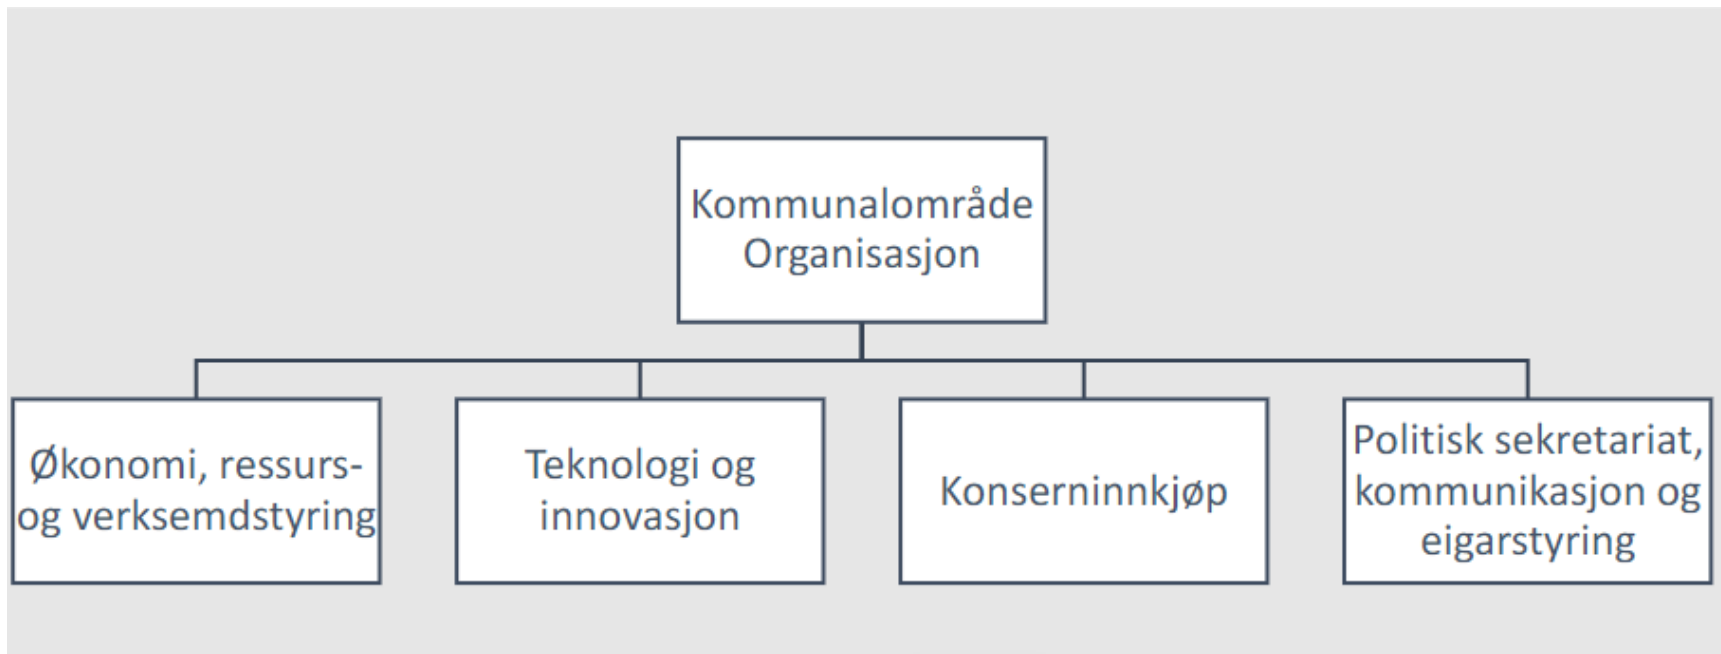 Kommunalområde
Organisasjon
Økonomi, ressurs-
og verksemdstyring
Teknologi og
innovasjon
Konserninnkjøp
Politisk sekretariat,
kommunikasjon og
eigarstyring